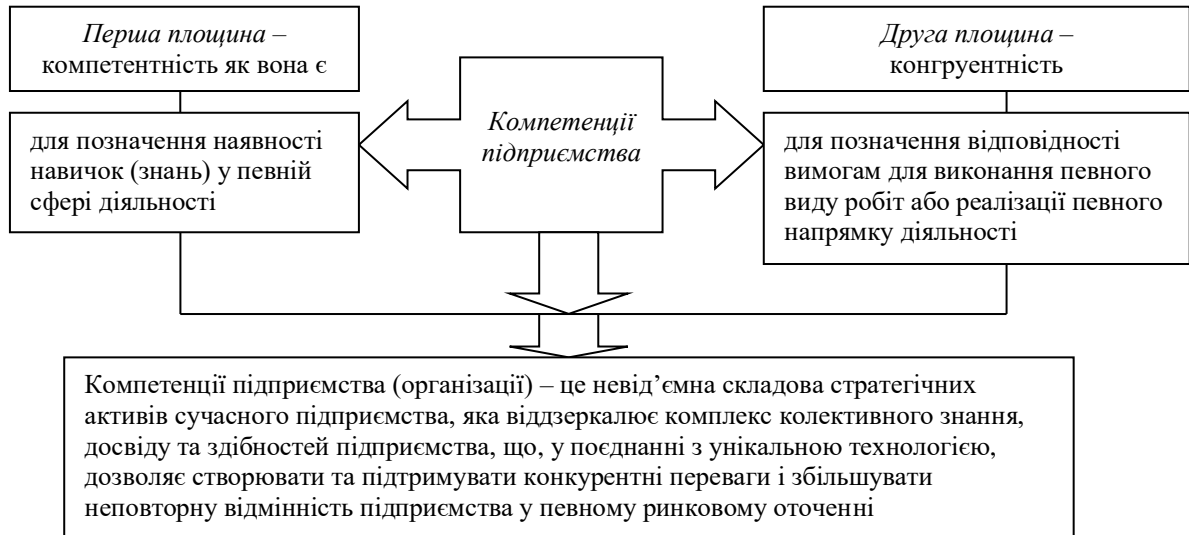 Перша площина –
компетентність як вона є
для позначення наявності
навичок (знань) у певній
сфері діяльності
Компетенції
підприємства
Друга площина –
конгруентність
для позначення відповідності
вимогам для виконання певного
виду робіт або реалізації певного
напрямку діяльності
Компетенції підприємства (організації) – це невід’ємна складова стратегічних
активів сучасного підприємства, яка віддзеркалює комплекс колективного знання,
досвіду та здібностей підприємства, що, у поєднанні з унікальною технологією,
дозволяє створювати та підтримувати конкурентні переваги і збільшувати
неповторну відмінність підприємства у певному ринковому оточенні